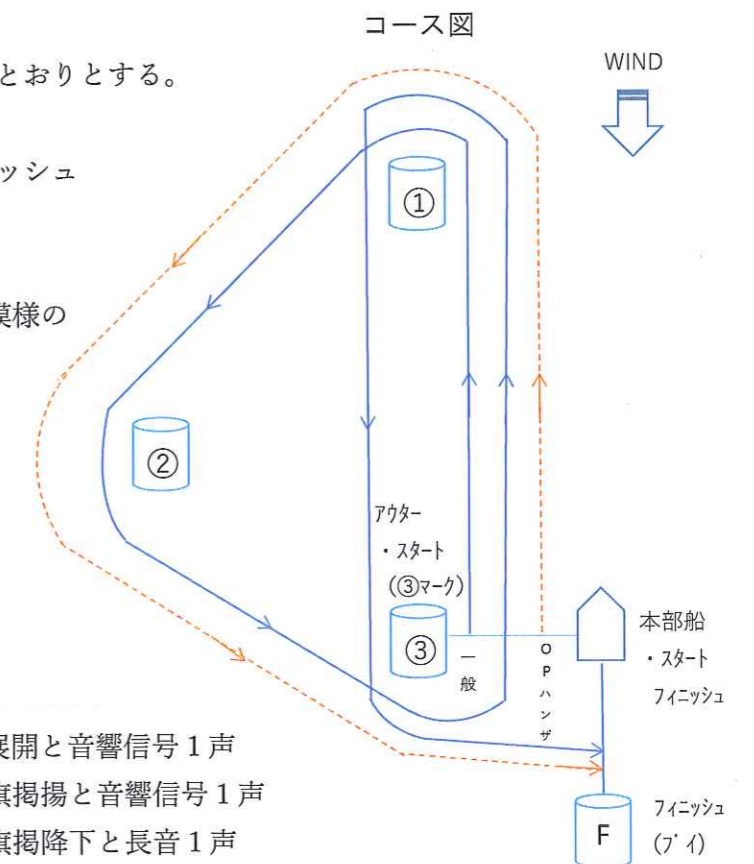 コース図
とおりとする。
WIND
ッシュ
①
模様の
②
アウター
・スタート
(③マーク)
③
一般
OPハンザ
本部船
・スタート
フィニッシュ
展開と音響信号1声
旗掲揚と音響信号1声
旗掲降下と長音1声
F
フィニッシュ
(ブイ)